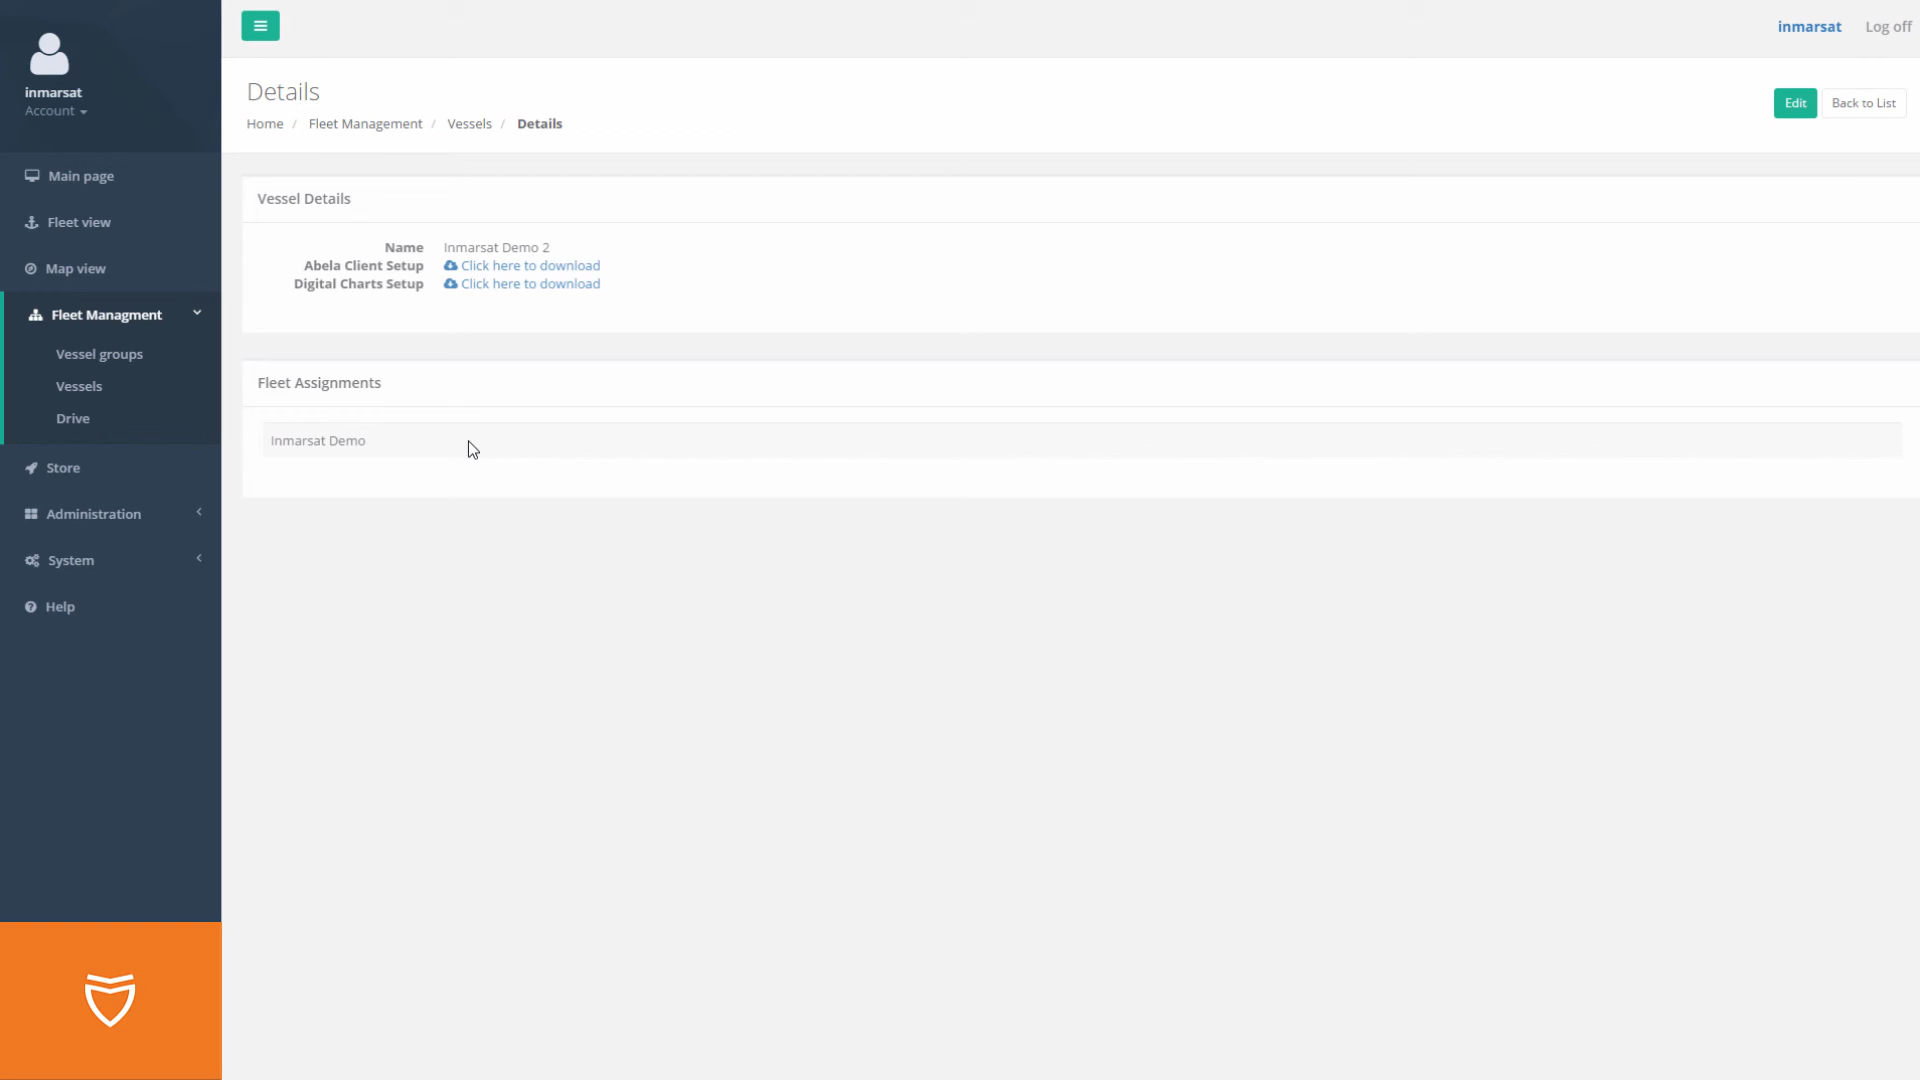 inmarsat
Account
Main page
Fleet view
Map view
Fleet Managment
Vessel groups
Vessels
Drive
Store
Administration
System
Help
inmarsat Log off
Details
Home / Fleet Management / Vessels / Details
Edit Back to List
Vessel Details
Name Inmarsat Demo 2
Abela Client Setup Click here to download
Digital Charts Setup Click here to download
Fleet Assignments
Inmarsat Demo